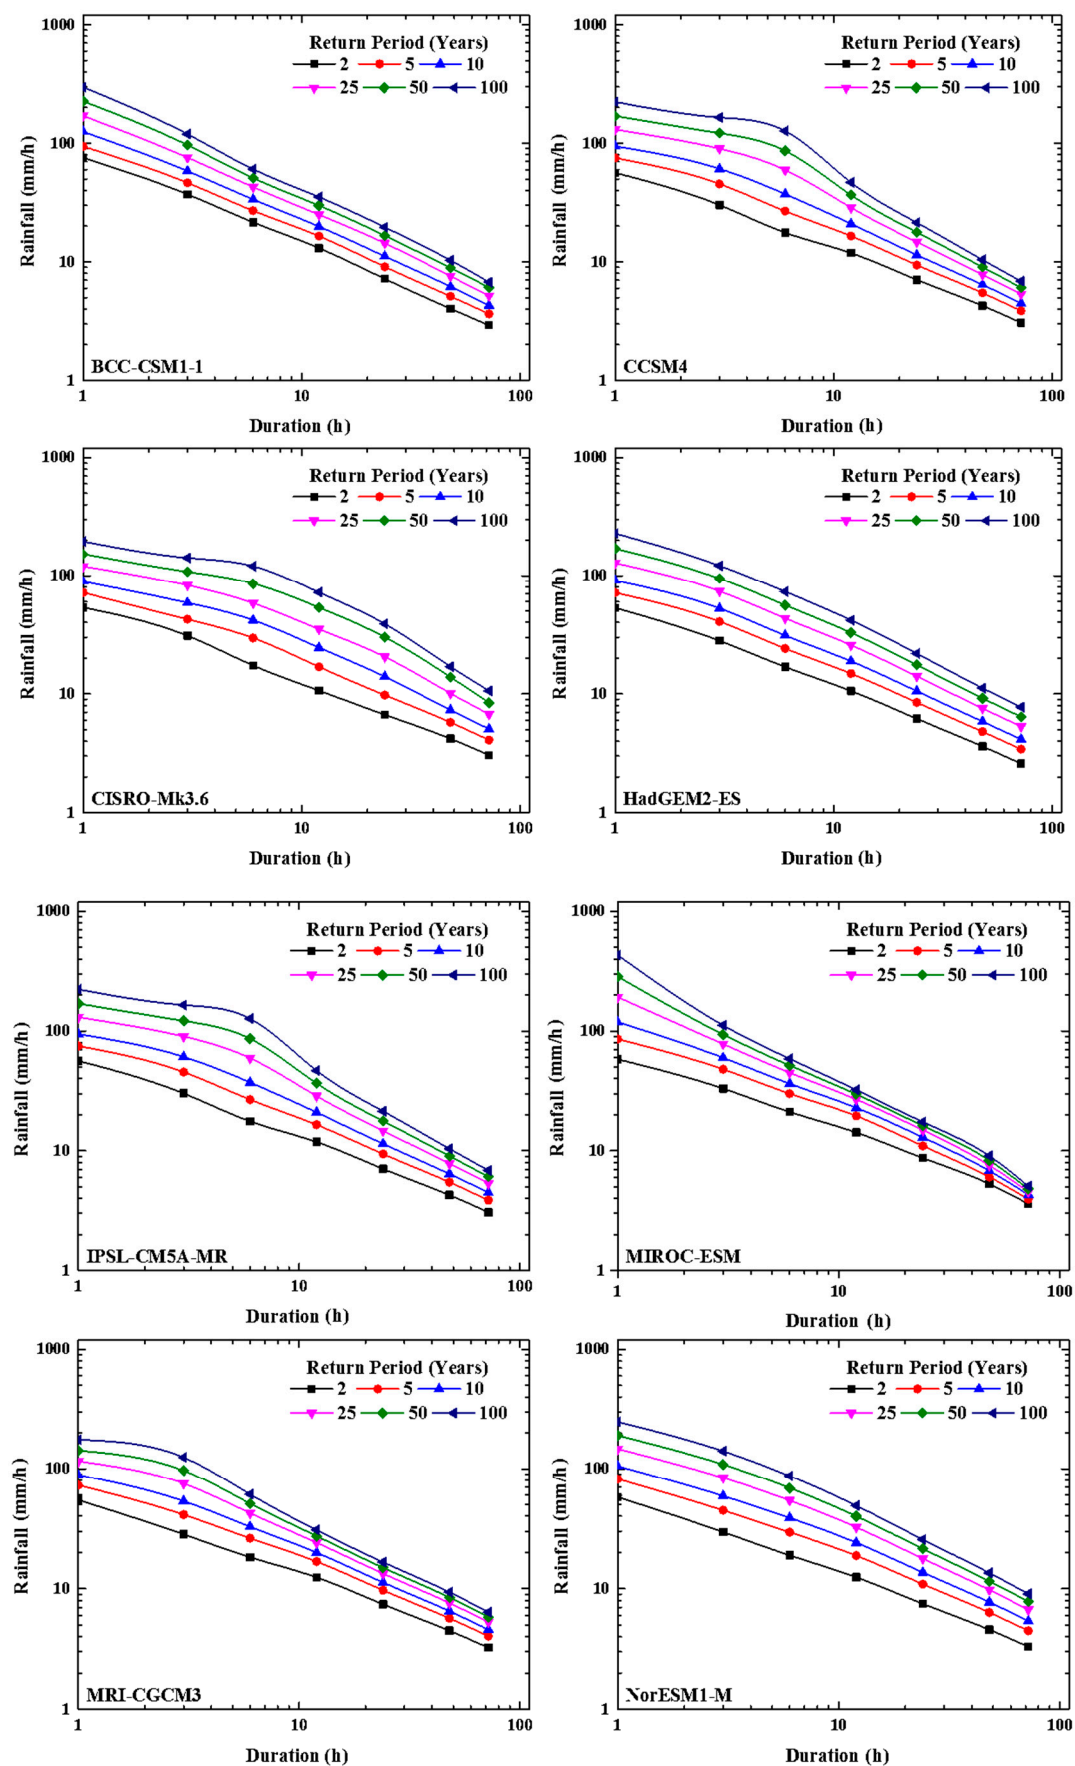 1000
100
10
1
Rainfall (mm/h)
Return Period (Years)
2 5 10
25 50 100
BCC-CSM1-1
1 10 100
Duration (h)
1000
100
10
1
Rainfall (mm/h)
Return Period (Years)
2 5 10
25 50 100
CCSM4
1 10 100
Duration (h)
1000
100
10
1
Rainfall (mm/h)
Return Period (Years)
2 5 10
25 50 100
CISRO-Mk3.6
1 10 100
Duration (h)
1000
100
10
1
Rainfall (mm/h)
Return Period (Years)
2 5 10
25 50 100
HadGEM2-ES
1 10 100
Duration (h)
1000
100
10
1
Rainfall (mm/h)
Return Period (Years)
2 5 10
25 50 100
IPSL-CM5A-MR
1 10 100
Duration (h)
1000
100
10
1
Rainfall (mm/h)
Return Period (Years)
2 5 10
25 50 100
MIROC-ESM
1 10 100
Duration (h)
1000
100
10
1
Rainfall (mm/h)
Return Period (Years)
2 5 10
25 50 100
MRI-CGCM3
1 10 100
Duration (h)
1000
100
10
1
Rainfall (mm/h)
Return Period (Years)
2 5 10
25 50 100
NorESM1-M
1 10 100
Duration (h)